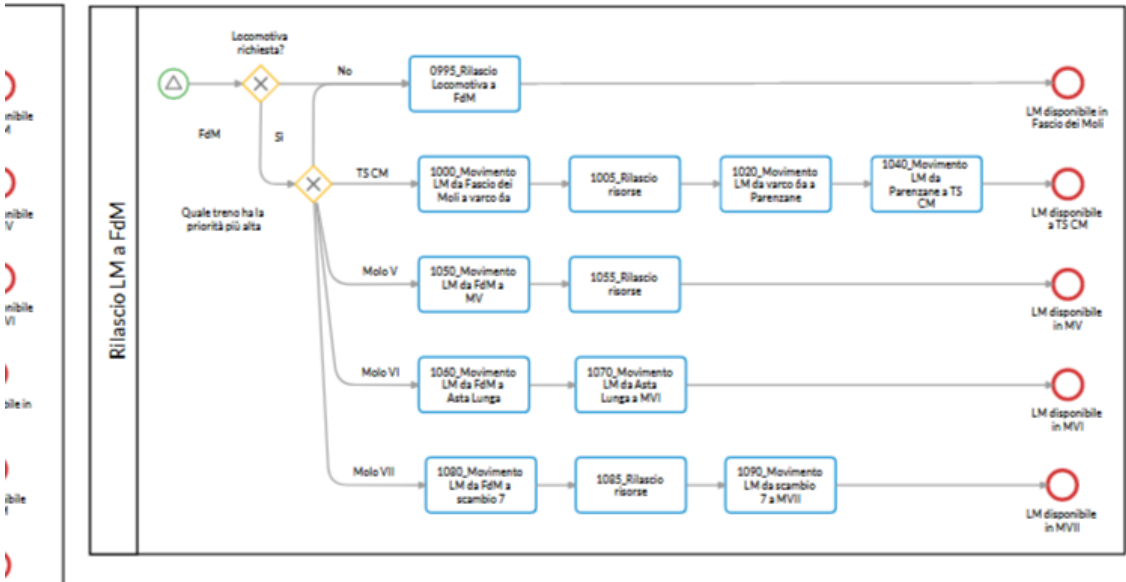 Rilascio LM a FdM
Locomotiva
richiesta?
No
FdM
Sì
0995_Rilascio
Locomotiva a
FdM
LM disponibile in
Fascio dei Moli
Quale treno ha la
priorità più alta
TS CM
1000_Movimento
LM da Fascio dei
Moli a varco 6a
1005_Rilascio
risorse
1020_Movimento
LM da varco 6a a
Parenzane
1040_Movimento
LM da
Parenzane a TS
CM
LM disponibile
a TS CM
Molo V
1050_Movimento
LM da FdM a
MV
1055_Rilascio
risorse
LM disponibile
in MV
Molo VI
1060_Movimento
LM da FdM a
Asta Lunga
1070_Movimento
LM da Asta
Lunga a MVI
LM disponibile
in MVI
Molo VII
1080_Movimento
LM da FdM a
scambio 7
1085_Rilascio
risorse
1090_Movimento
LM da scambio
7 a MVII
LM disponibile
in MVII